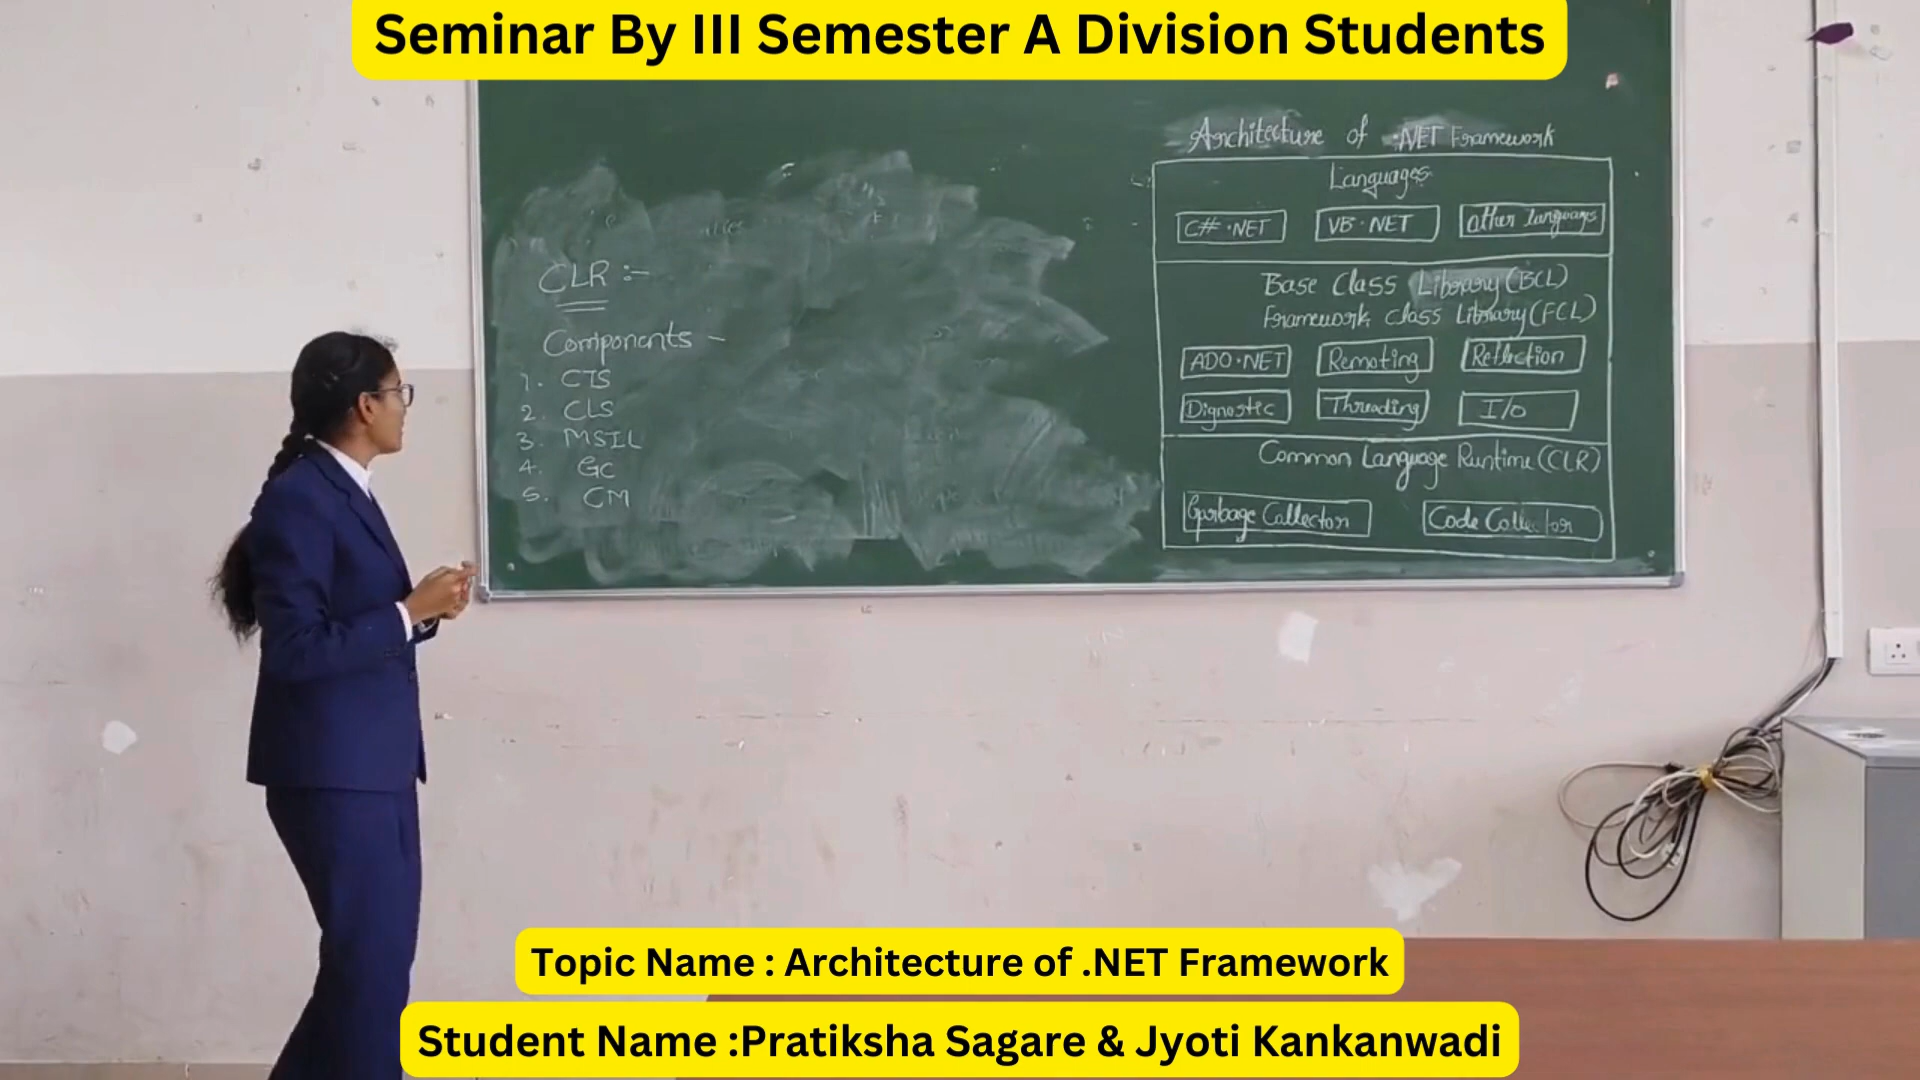 Seminar By III Semester A Division Students
CLR :-
Components -
1. CTS
2. CLS
3. MSIL
4. GC
5. CM
Architecture of .NET Framework
Languages
C# .NET VB.NET Other languages
Base Class Library (BCL)
Framework class Library (FCL)
ADO.NET Remoting Reflection
Dignostic Threading I/O
Common Language Runtime (CLR)
Garbage Collector Code Collector
Topic Name : Architecture of .NET Framework
Student Name :Pratiksha Sagare & Jyoti Kankanwadi